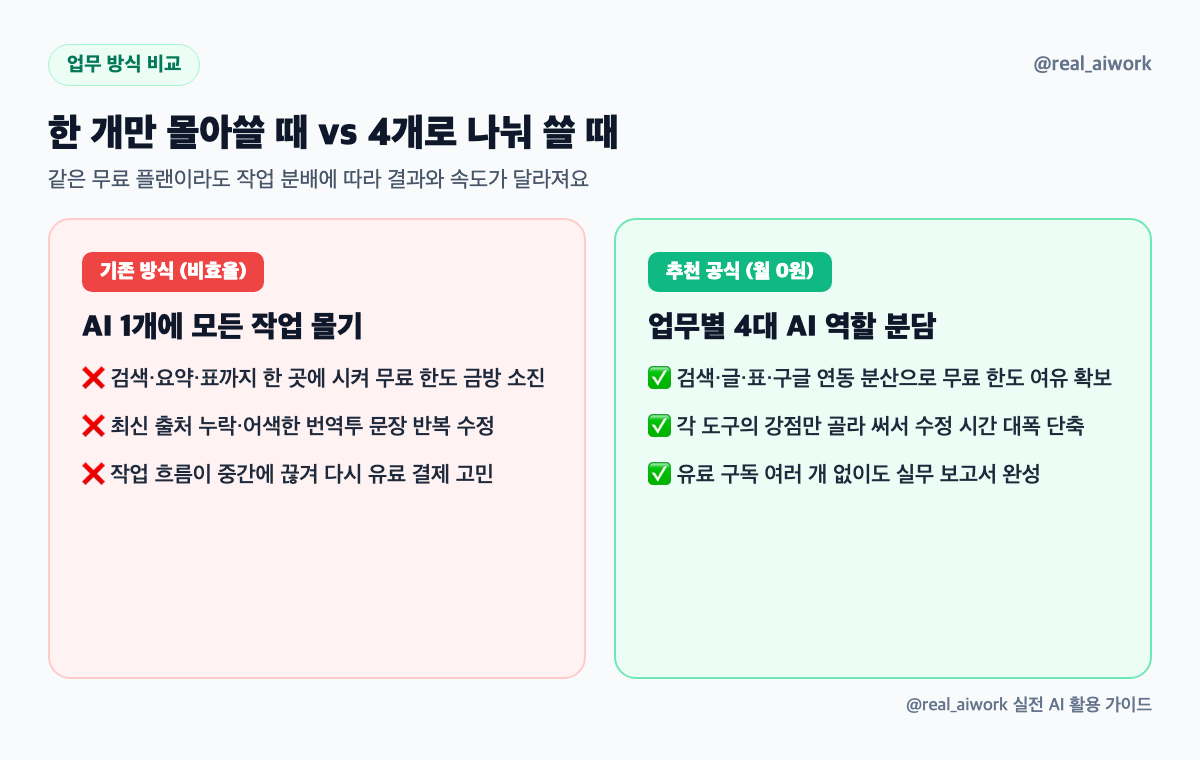 업무 방식 비교
@real_aiwork
한 개만 몰아쓸 때 vs 4개로 나눠 쓸 때
같은 무료 플랜이라도 작업 분배에 따라 결과와 속도가 달라져요
기존 방식 (비효율)
AI 1개에 모든 작업 몰기
❌ 검색·요약·표까지 한 곳에 시켜 무료 한도 금방 소진
❌ 최신 출처 누락·어색한 번역투 문장 반복 수정
❌ 작업 흐름이 중간에 끊겨 다시 유료 결제 고민
추천 공식 (월 0원)
업무별 4대 AI 역할 분담
✅ 검색·글·표·구글 연동 분산으로 무료 한도 여유 확보
✅ 각 도구의 강점만 골라 써서 수정 시간 대폭 단축
✅ 유료 구독 여러 개 없이도 실무 보고서 완성
@real_aiwork 실전 AI 활용 가이드